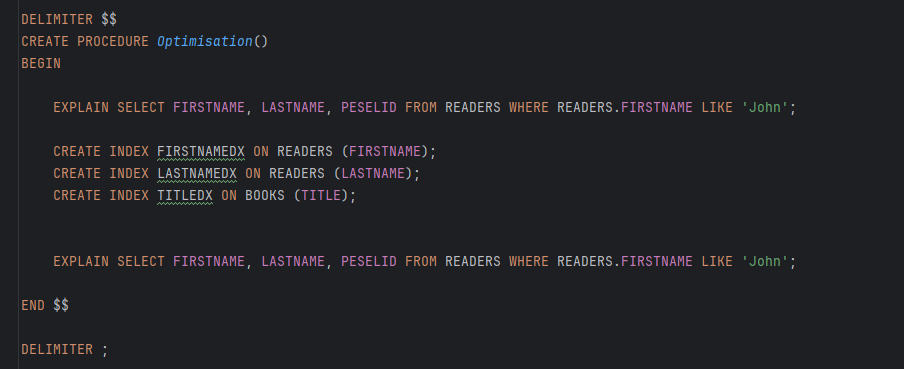 DELIMITER $$
CREATE PROCEDURE Optimisation()
BEGIN
EXPLAIN SELECT FIRSTNAME, LASTNAME, PESELID FROM READERS WHERE READERS.FIRSTNAME LIKE 'John';
CREATE INDEX FIRSTNAMEDX ON READERS (FIRSTNAME);
CREATE INDEX LASTNAMEDX ON READERS (LASTNAME);
CREATE INDEX TITLEDX ON BOOKS (TITLE);
EXPLAIN SELECT FIRSTNAME, LASTNAME, PESELID FROM READERS WHERE READERS.FIRSTNAME LIKE 'John';
END $$
DELIMITER ;